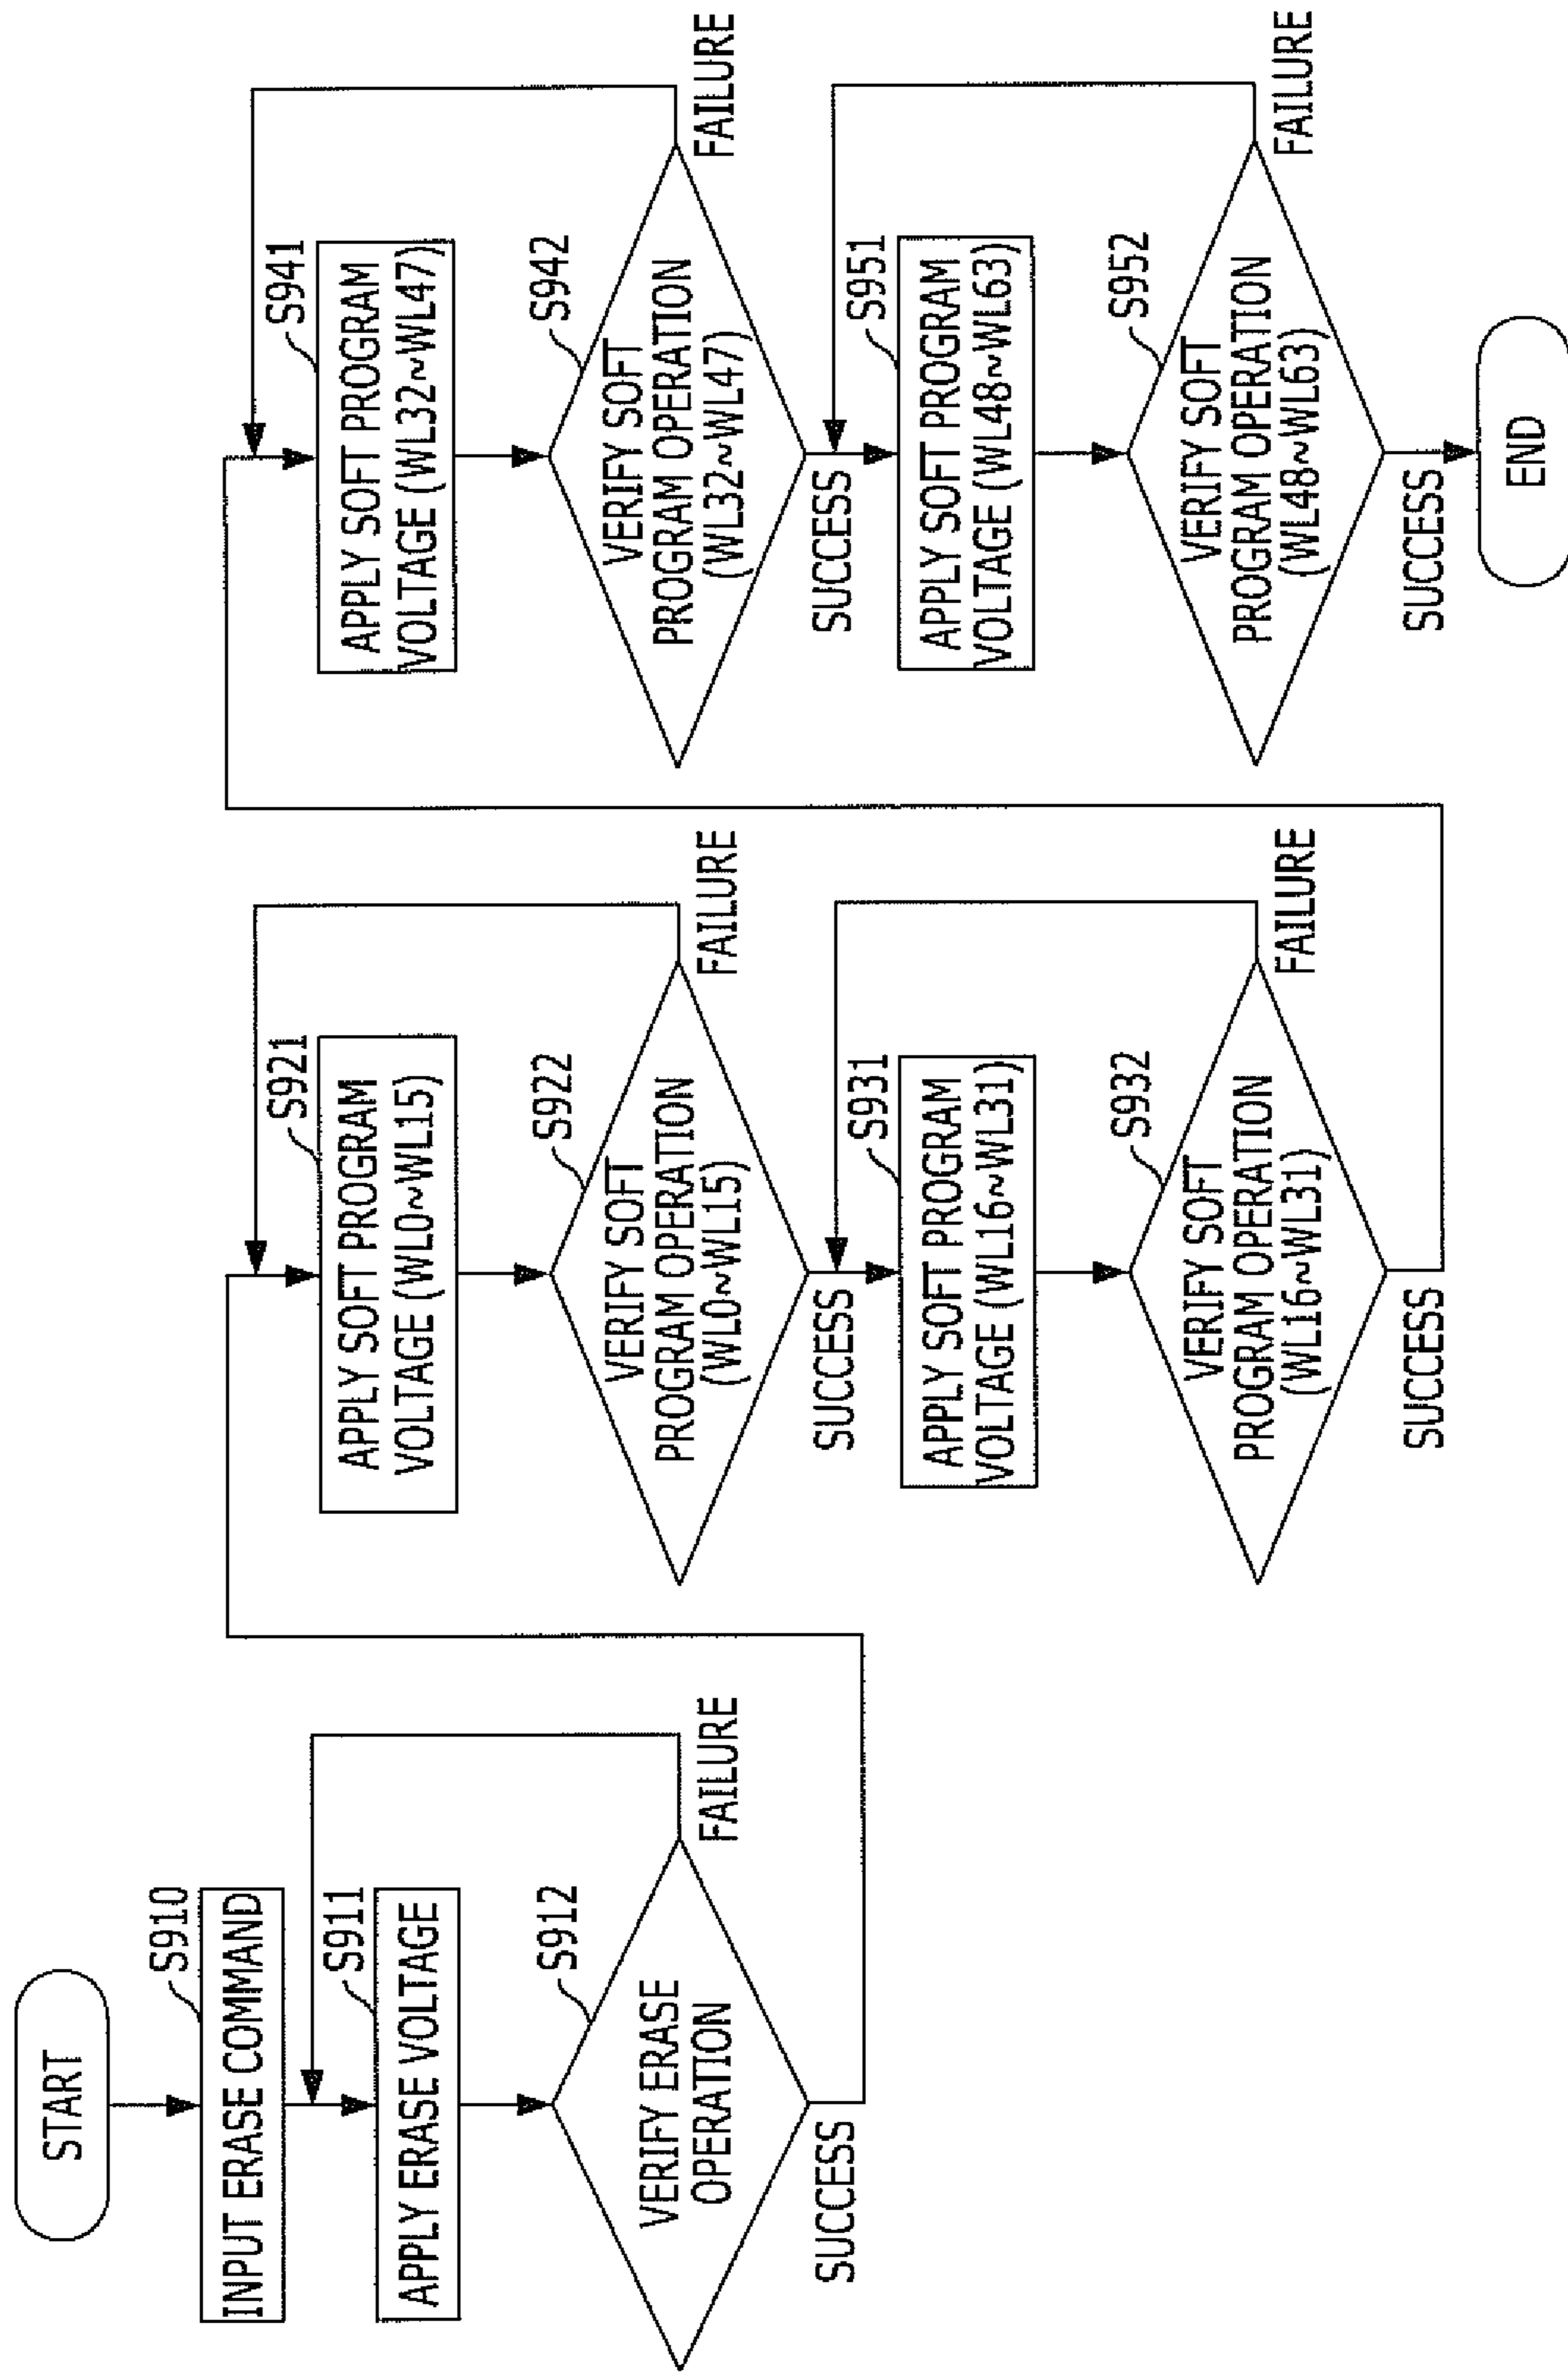 START
S910
INPUT ERASE COMMAND
S911
APPLY ERASE VOLTAGE
S912
VERIFY ERASE
OPERATION
FAILURE
SUCCESS
S921
APPLY SOFT PROGRAM
VOLTAGE (WL0~WL15)
S922
VERIFY SOFT
PROGRAM OPERATION
(WL0~WL15)
FAILURE
SUCCESS
S931
APPLY SOFT PROGRAM
VOLTAGE (WL16~WL31)
S932
VERIFY SOFT
PROGRAM OPERATION
(WL16~WL31)
FAILURE
SUCCESS
S941
APPLY SOFT PROGRAM
VOLTAGE (WL32~WL47)
S942
VERIFY SOFT
PROGRAM OPERATION
(WL32~WL47)
FAILURE
SUCCESS
S951
APPLY SOFT PROGRAM
VOLTAGE (WL48~WL63)
S952
VERIFY SOFT
PROGRAM OPERATION
(WL48~WL63)
FAILURE
SUCCESS
END